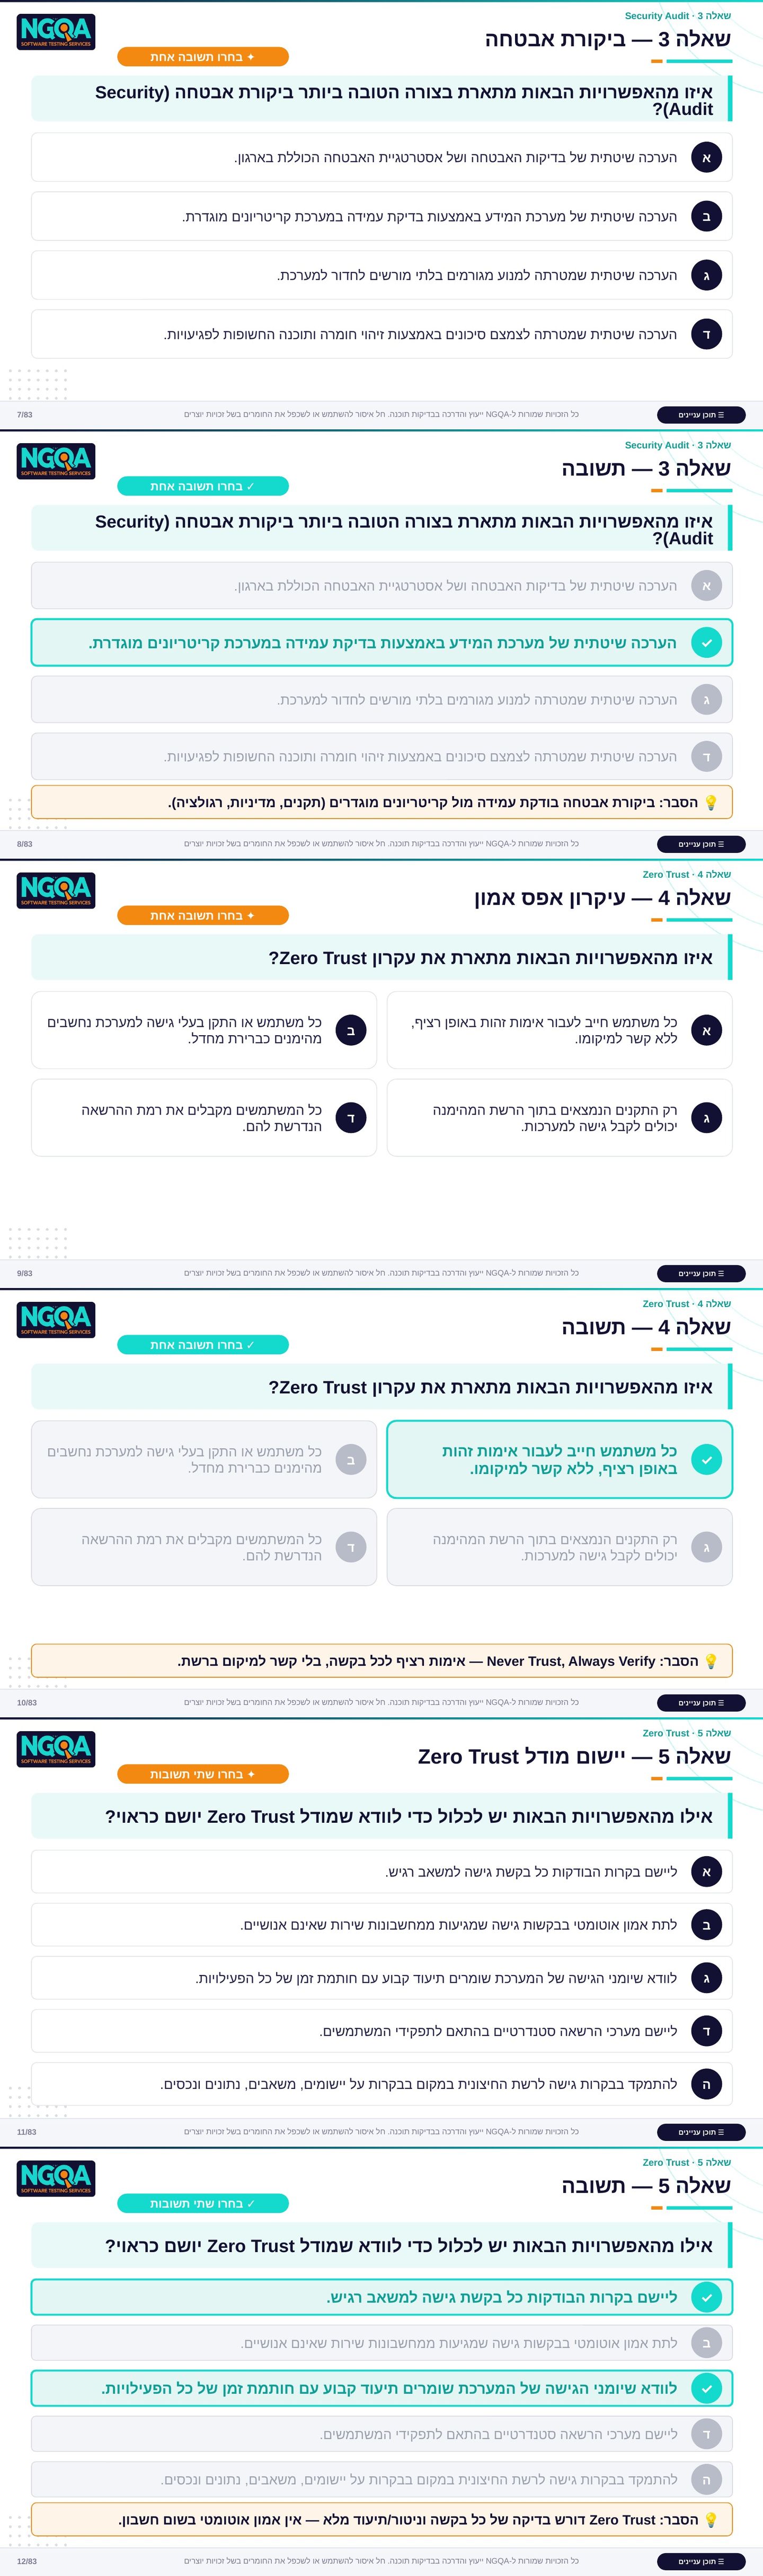 שאלה 3 · Security Audit
שאלה 3 — ביקורת אבטחה
NGQA
SOFTWARE TESTING SERVICES
✦ בחרו תשובה אחת
איזו מהאפשרויות הבאות מתארת בצורה הטובה ביותר ביקורת אבטחה (Security
Audit)?
א
הערכה שיטתית של בדיקות האבטחה ושל אסטרטגיית האבטחה הכוללת בארגון.
ב
הערכה שיטתית של מערכת המידע באמצעות בדיקת עמידה במערכת קריטריונים מוגדרת.
ג
הערכה שיטתית שמטרתה למנוע מגורמים בלתי מורשים לחדור למערכת.
ד
הערכה שיטתית שמטרתה לצמצם סיכונים באמצעות זיהוי חומרה ותוכנה החשופות לפגיעויות.
☰ תוכן עניינים
כל הזכויות שמורות ל-NGQA ייעוץ והדרכה בבדיקות תוכנה. חל איסור להשתמש או לשכפל את החומרים בשל זכויות יוצרים
7/83
שאלה 3 · Security Audit
שאלה 3 — תשובה
NGQA
SOFTWARE TESTING SERVICES
✓ בחרו תשובה אחת
איזו מהאפשרויות הבאות מתארת בצורה הטובה ביותר ביקורת אבטחה (Security
Audit)?
א
הערכה שיטתית של בדיקות האבטחה ושל אסטרטגיית האבטחה הכוללת בארגון.
✓
הערכה שיטתית של מערכת המידע באמצעות בדיקת עמידה במערכת קריטריונים מוגדרת.
ג
הערכה שיטתית שמטרתה למנוע מגורמים בלתי מורשים לחדור למערכת.
ד
הערכה שיטתית שמטרתה לצמצם סיכונים באמצעות זיהוי חומרה ותוכנה החשופות לפגיעויות.
💡 הסבר: ביקורת אבטחה בודקת עמידה מול קריטריונים מוגדרים (תקנים, מדיניות, רגולציה).
☰ תוכן עניינים
כל הזכויות שמורות ל-NGQA ייעוץ והדרכה בבדיקות תוכנה. חל איסור להשתמש או לשכפל את החומרים בשל זכויות יוצרים
8/83
שאלה 4 · Zero Trust
שאלה 4 — עיקרון אפס אמון
NGQA
SOFTWARE TESTING SERVICES
✦ בחרו תשובה אחת
איזו מהאפשרויות הבאות מתארת את עקרון Zero Trust?
א
כל משתמש חייב לעבור אימות זהות באופן רציף,
ללא קשר למיקומו.
ב
כל משתמש או התקן בעלי גישה למערכת נחשבים
מהימנים כברירת מחדל.
ג
רק התקנים הנמצאים בתוך הרשת המהימנה
יכולים לקבל גישה למערכות.
ד
כל המשתמשים מקבלים את רמת ההרשאה
הנדרשת להם.
☰ תוכן עניינים
כל הזכויות שמורות ל-NGQA ייעוץ והדרכה בבדיקות תוכנה. חל איסור להשתמש או לשכפל את החומרים בשל זכויות יוצרים
9/83
שאלה 4 · Zero Trust
שאלה 4 — תשובה
NGQA
SOFTWARE TESTING SERVICES
✓ בחרו תשובה אחת
איזו מהאפשרויות הבאות מתארת את עקרון Zero Trust?
✓
כל משתמש חייב לעבור אימות זהות
באופן רציף, ללא קשר למיקומו.
ב
כל משתמש או התקן בעלי גישה למערכת נחשבים
מהימנים כברירת מחדל.
ג
רק התקנים הנמצאים בתוך הרשת המהימנה
יכולים לקבל גישה למערכות.
ד
כל המשתמשים מקבלים את רמת ההרשאה
הנדרשת להם.
💡 הסבר: Never Trust, Always Verify — אימות רציף לכל בקשה, בלי קשר למיקום ברשת.
☰ תוכן עניינים
כל הזכויות שמורות ל-NGQA ייעוץ והדרכה בבדיקות תוכנה. חל איסור להשתמש או לשכפל את החומרים בשל זכויות יוצרים
10/83
שאלה 5 · Zero Trust
שאלה 5 — יישום מודל Zero Trust
NGQA
SOFTWARE TESTING SERVICES
✦ בחרו שתי תשובות
אילו מהאפשרויות הבאות יש לכלול כדי לוודא שמודל Zero Trust יושם כראוי?
א
ליישם בקרות הבודקות כל בקשת גישה למשאב רגיש.
ב
לתת אמון אוטומטי בבקשות גישה שמגיעות ממחשבונות שירות שאינם אנושיים.
ג
לוודא שיומני הגישה של המערכת שומרים תיעוד קבוע עם חותמת זמן של כל הפעילויות.
ד
ליישם מערכי הרשאה סטנדרטיים בהתאם לתפקידי המשתמשים.
ה
להתמקד בבקרות גישה לרשת החיצונית במקום בבקרות על יישומים, משאבים, נתונים ונכסים.
☰ תוכן עניינים
כל הזכויות שמורות ל-NGQA ייעוץ והדרכה בבדיקות תוכנה. חל איסור להשתמש או לשכפל את החומרים בשל זכויות יוצרים
11/83
שאלה 5 · Zero Trust
שאלה 5 — תשובה
NGQA
SOFTWARE TESTING SERVICES
✓ בחרו שתי תשובות
אילו מהאפשרויות הבאות יש לכלול כדי לוודא שמודל Zero Trust יושם כראוי?
✓
ליישם בקרות הבודקות כל בקשת גישה למשאב רגיש.
ב
לתת אמון אוטומטי בבקשות גישה שמגיעות ממחשבונות שירות שאינם אנושיים.
✓
לוודא שיומני הגישה של המערכת שומרים תיעוד קבוע עם חותמת זמן של כל הפעילויות.
ד
ליישם מערכי הרשאה סטנדרטיים בהתאם לתפקידי המשתמשים.
ה
להתמקד בבקרות גישה לרשת החיצונית במקום בבקרות על יישומים, משאבים, נתונים ונכסים.
💡 הסבר: Zero Trust דורש בדיקה של כל בקשה וניטור/תיעוד מלא — אין אמון אוטומטי בשום חשבון.
☰ תוכן עניינים
כל הזכויות שמורות ל-NGQA ייעוץ והדרכה בבדיקות תוכנה. חל איסור להשתמש או לשכפל את החומרים בשל זכויות יוצרים
12/83